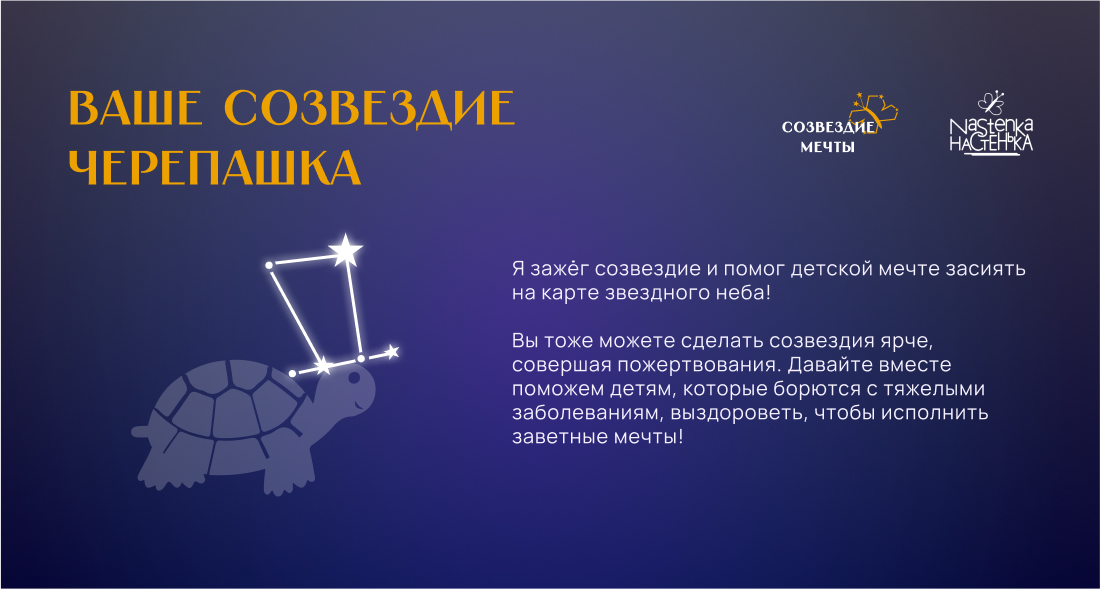 ВАШЕ СОЗВЕЗДИЕ
ЧЕРЕПАШКА
СОЗВЕЗДИЕ
МЕЧТЫ
Nastenka
НАСТЕНЬКА
Я зажёг созвездие и помог детской мечте засиять
на карте звездного неба!
Вы тоже можете сделать созвездия ярче,
совершая пожертвования. Давайте вместе
поможем детям, которые борются с тяжелыми
заболеваниям, выздороветь, чтобы исполнить
заветные мечты!